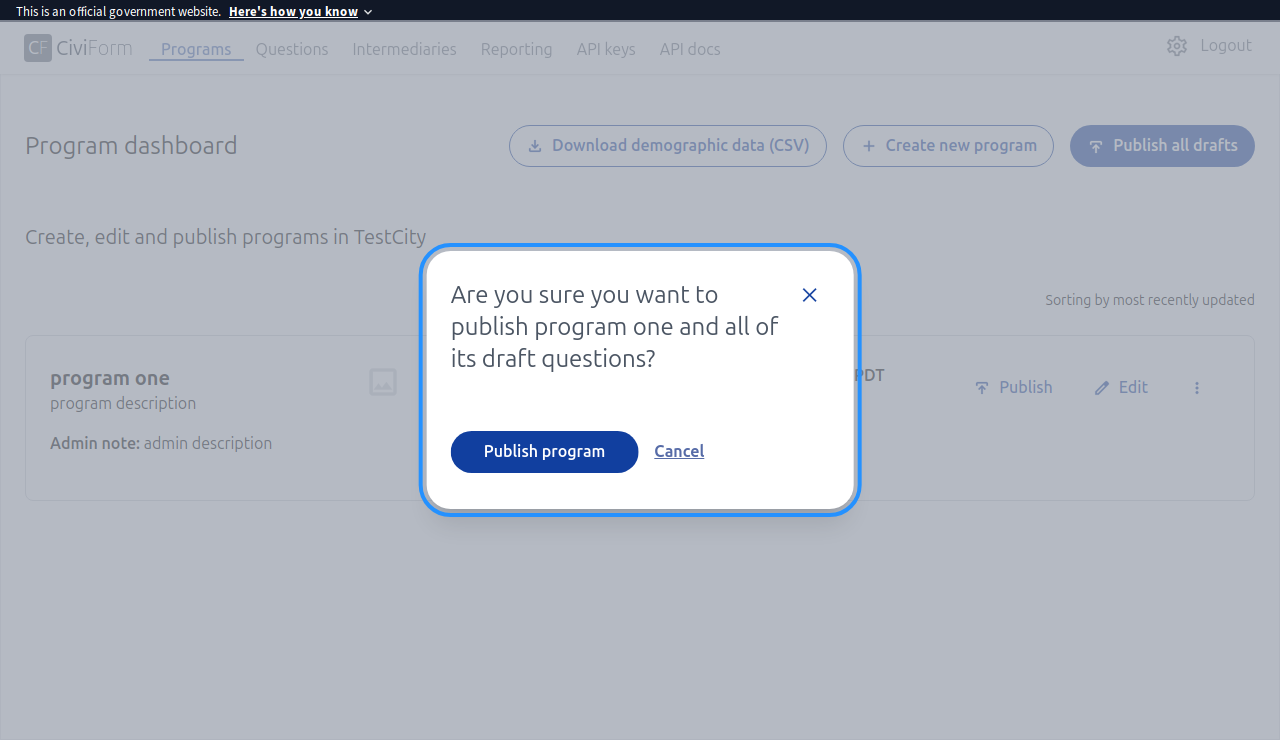 This is an official government website. Here's how you know
CF CiviForm Programs Questions Intermediaries Reporting API keys API docs Logout
Program dashboard Download demographic data (CSV) Create new program Publish all drafts
Create, edit and publish programs in TestCity
Sorting by most recently updated
Are you sure you want to
publish program one and all of
its draft questions?
Publish program Cancel
program one
program description
Admin note: admin description
PDT
Publish Edit